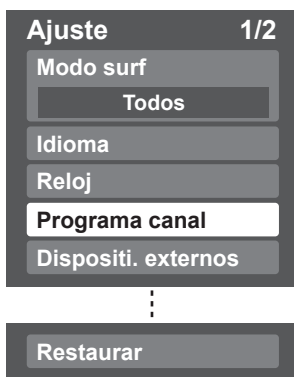 Ajuste 1/2
Modo surf
Todos
Idioma
Reloj
Programa canal
Dispositi. externos
Restaurar